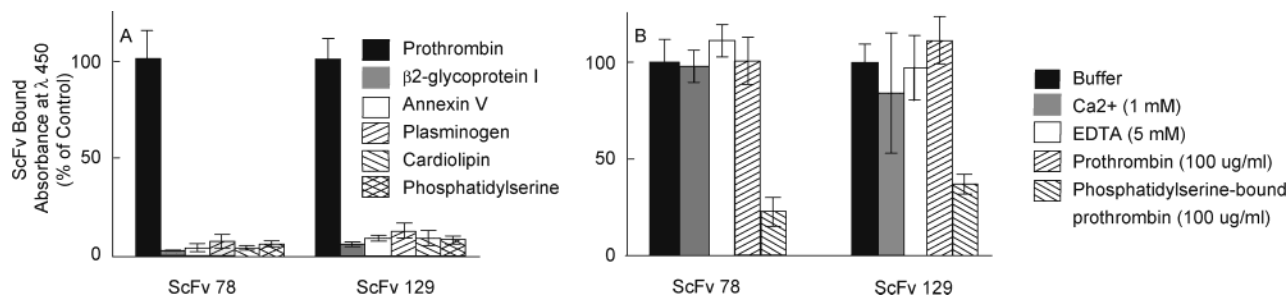 ScFv Bound
Absorbance at λ 450
(% of Control)
A
100
50
0
ScFv 78
ScFv 129
Prothrombin
β2-glycoprotein I
Annexin V
Plasminogen
Cardiolipin
Phosphatidylserine
B
100
50
0
ScFv 78
ScFv 129
Buffer
Ca2+ (1 mM)
EDTA (5 mM)
Prothrombin (100 ug/ml)
Phosphatidylserine-bound
prothrombin (100 ug/ml)